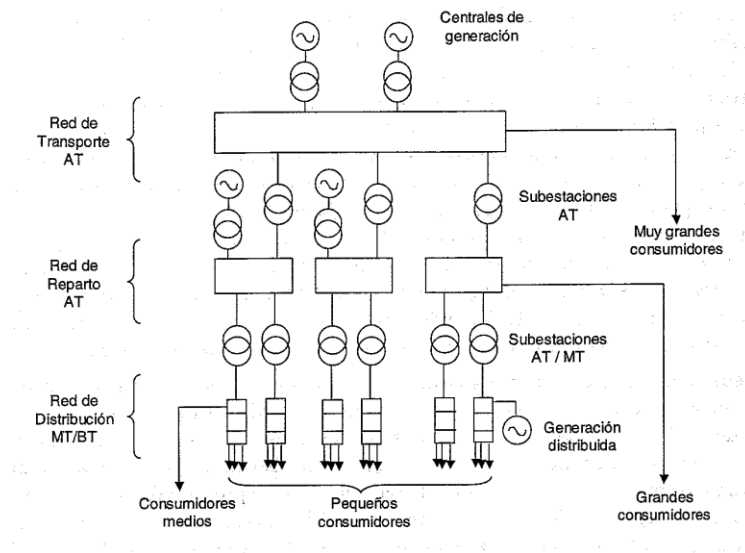 Centrales de
generación
Red de
Transporte
AT
Subestaciones
AT
Muy grandes
consumidores
Red de
Reparto
AT
Subestaciones
AT / MT
Red de
Distribución
MT/BT
Generación
distribuida
Consumidores
medios
Pequeños
consumidores
Grandes
consumidores